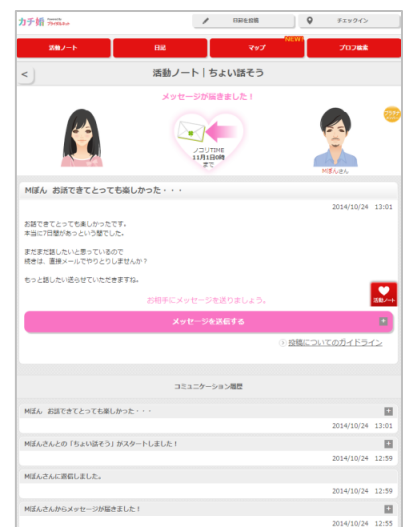 カチ婚
日記を投稿
チェックイン
活動ノート
日記
マップ
NEW!
プロフ検索
<
活動ノート｜ちょい話そう
メッセージが届きました！
ノコリTIME
11月1日0時
まで
Mぽんさん
Mぽん お話できてとっても楽しかった・・・
2014/10/24 13:01
お話できてとっても楽しかったです。
本当に7日間があっという間でした。
まだまだ話したいと思っているので
続きは、直接メールでやりとりしませんか？
もっと話したい送らせていただきますね。
お相手にメッセージを送りましょう。
活動ノート
メッセージを送信する
投稿についてのガイドライン
コミュニケーション履歴
Mぽん お話できてとっても楽しかった・・・
2014/10/24 13:01
Mぽんさんとの「ちょい話そう」がスタートしました！
2014/10/24 12:59
Mぽんさんに返信しました。
2014/10/24 12:59
Mぽんさんからメッセージが届きました！
2014/10/24 12:55